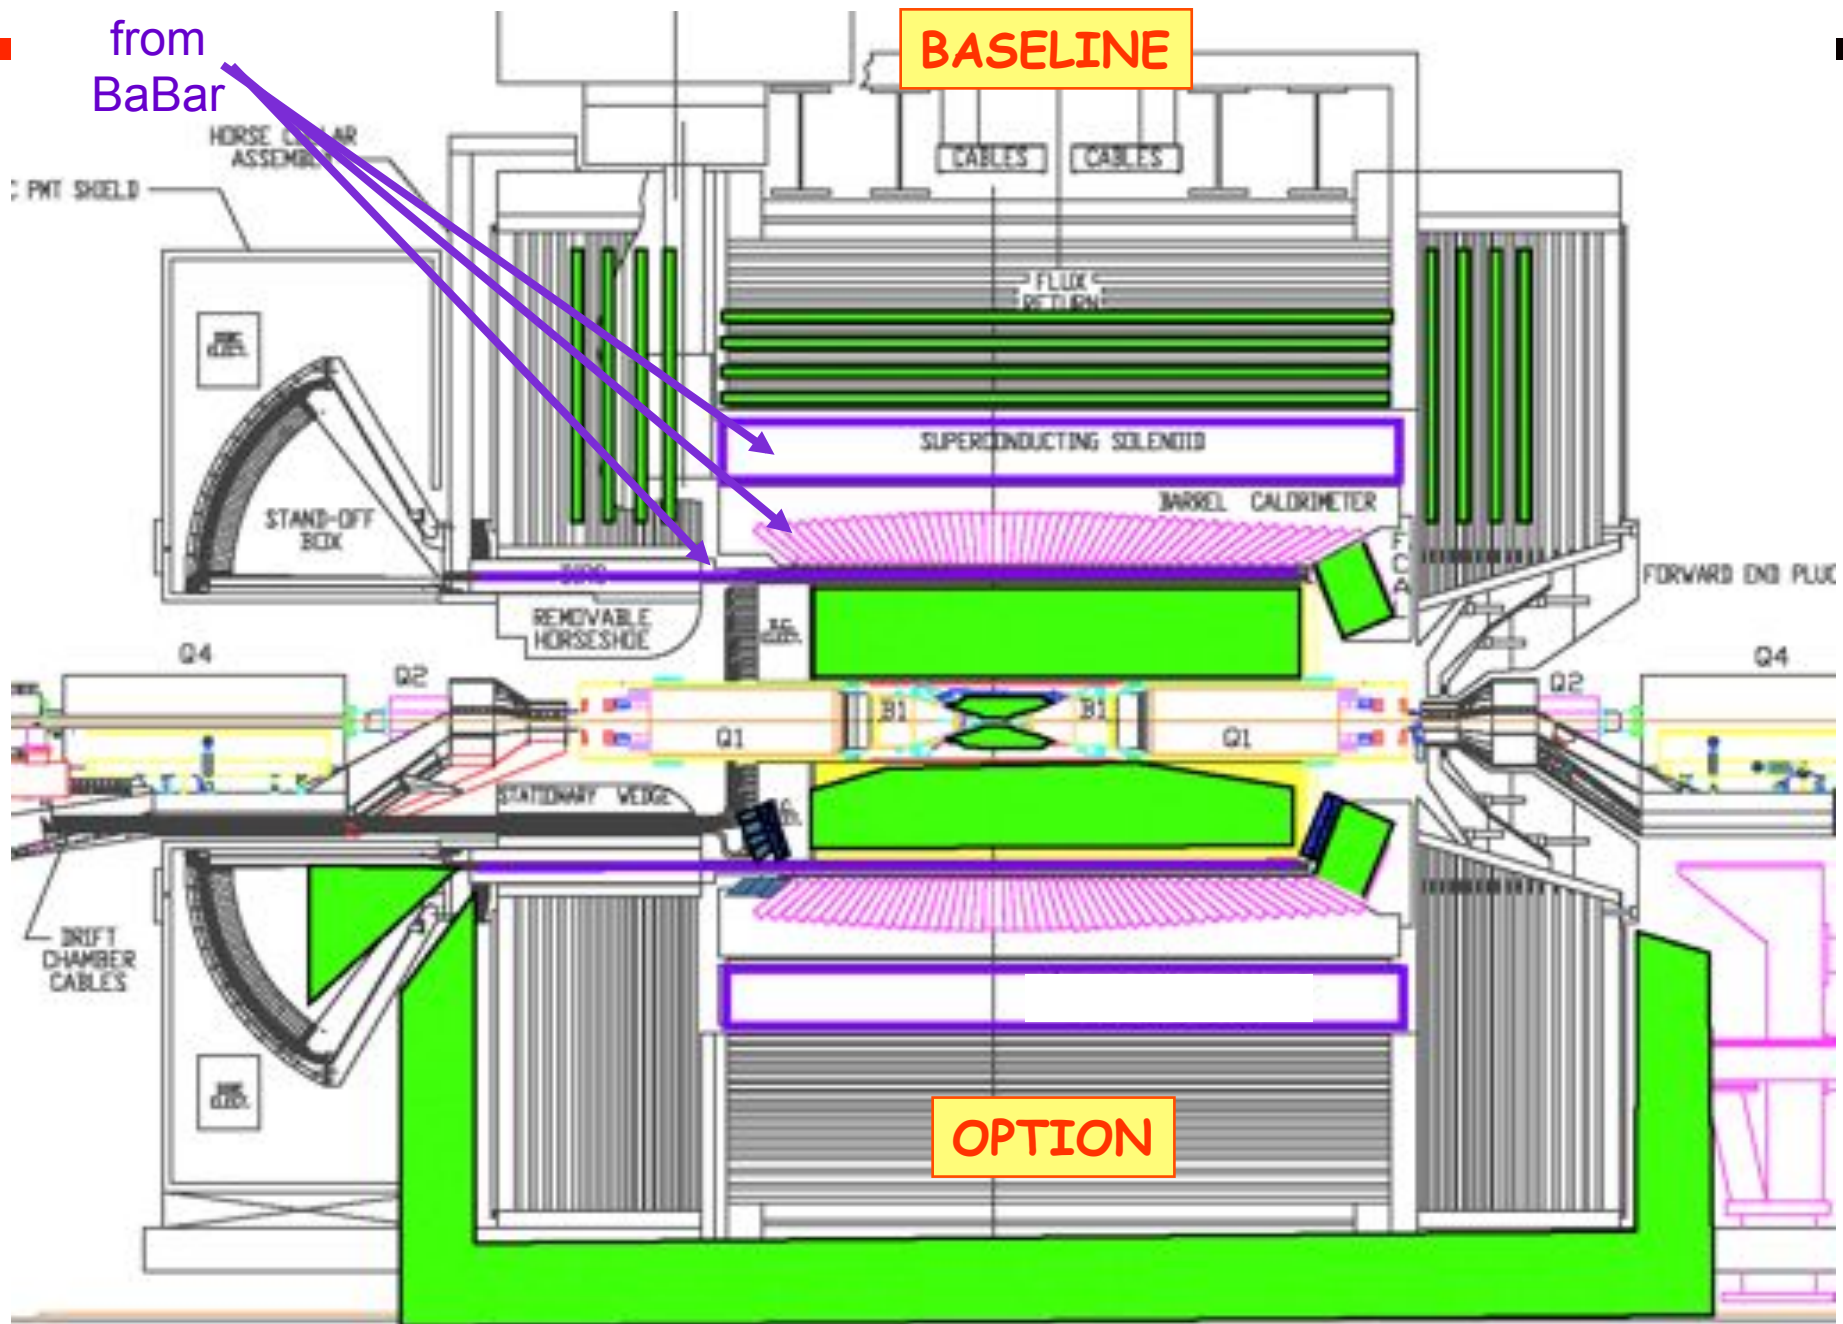 from
BaBar
BASELINE
HORSE COLLAR
ASSEMBLY
C PMT SHIELD
CABLES
CABLES
FLUX
RETURN
ELECT.
SUPERCONDUCTING SOLENOID
BARREL CALORIMETER
STAND-OFF
BOX
F
C
A
FORWARD END PLUG
REMOVABLE
HORSESHOE
Q4
Q2
B1
B1
Q1
Q1
Q2
Q4
STATIONARY WEDGE
DRIFT
CHAMBER
CABLES
ELECT.
OPTION